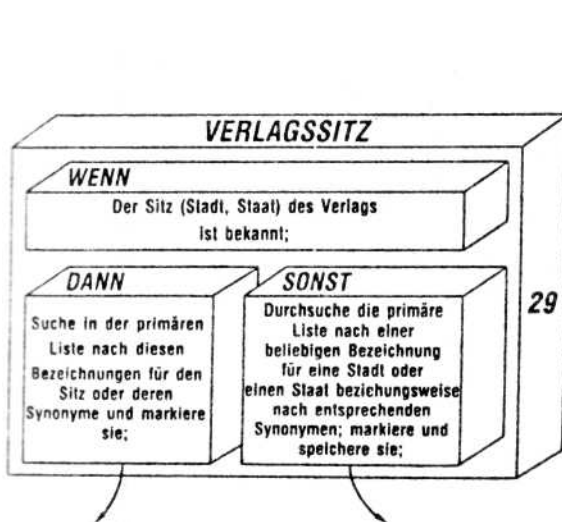 VERLAGSSITZ
WENN
Der Sitz (Stadt, Staat) des Verlags
ist bekannt;
DANN
Suche in der primären
Liste nach diesen
Bezeichnungen für den
Sitz oder deren
Synonyme und markiere
sie;
SONST
Durchsuche die primäre
Liste nach einer
beliebigen Bezeichnung
für eine Stadt oder
einen Staat bezichungsweise
nach entsprechenden
Synonymen; markiere und
speichere sie;
29